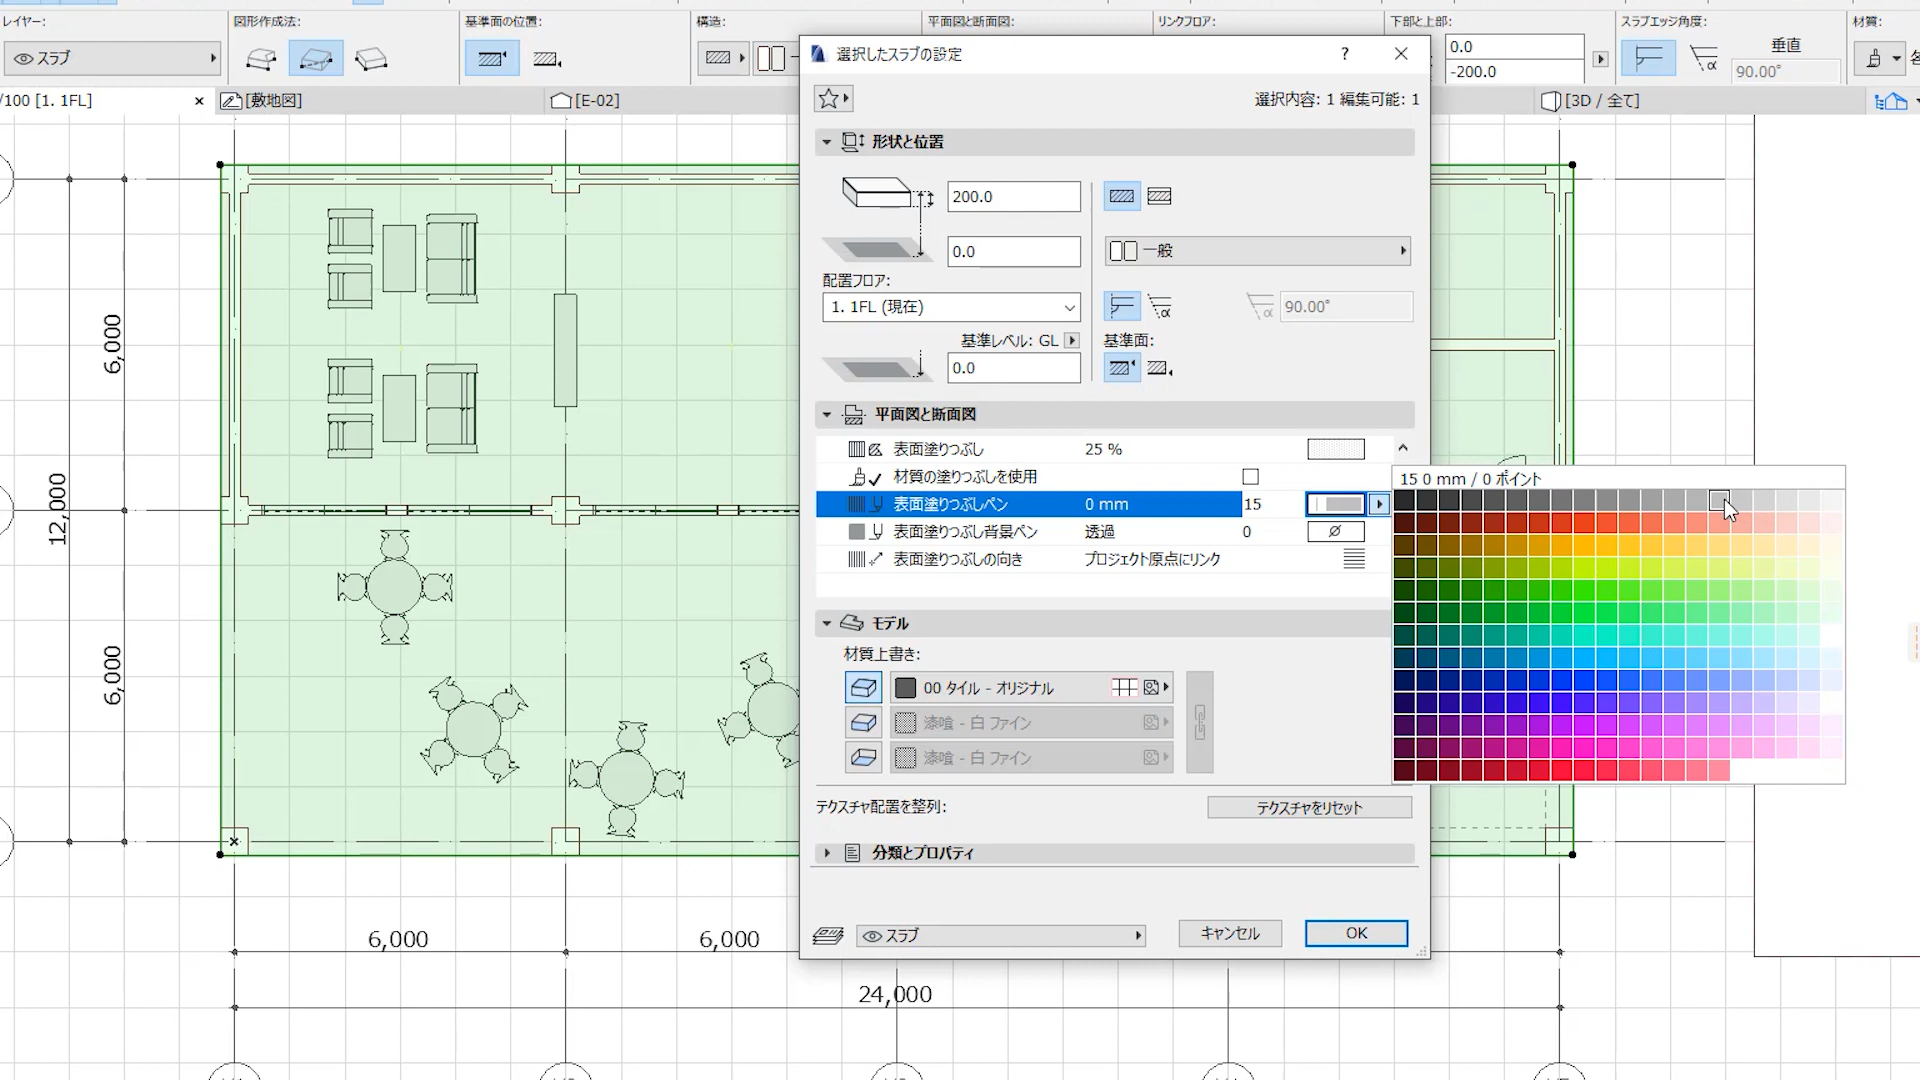 レイヤー:
図形作成法:
基準面の位置:
構造:
平面図と断面図:
リンクフロア:
下部と上部:
スラブエッジ角度:
材質:
スラブ
0.0
-200.0
垂直
90.00°
/100 [1. 1FL]
[敷地図]
[E-02]
[3D / 全て]
選択したスラブの設定
?
選択内容: 1 編集可能: 1
形状と位置
200.0
0.0
一般
配置フロア:
1. 1FL (現在)
90.00°
基準レベル: GL
基準面:
0.0
平面図と断面図
表面塗りつぶし
25 %
材質の塗りつぶしを使用
表面塗りつぶしペン
0 mm
15
表面塗りつぶし背景ペン
透過
0
表面塗りつぶしの向き
プロジェクト原点にリンク
15 0 mm / 0 ポイント
モデル
材質上書き:
00 タイル - オリジナル
漆喰 - 白 ファイン
漆喰 - 白 ファイン
テクスチャ配置を整列:
テクスチャをリセット
分類とプロパティ
スラブ
キャンセル
OK
6,000
12,000
6,000
6,000
6,000
24,000